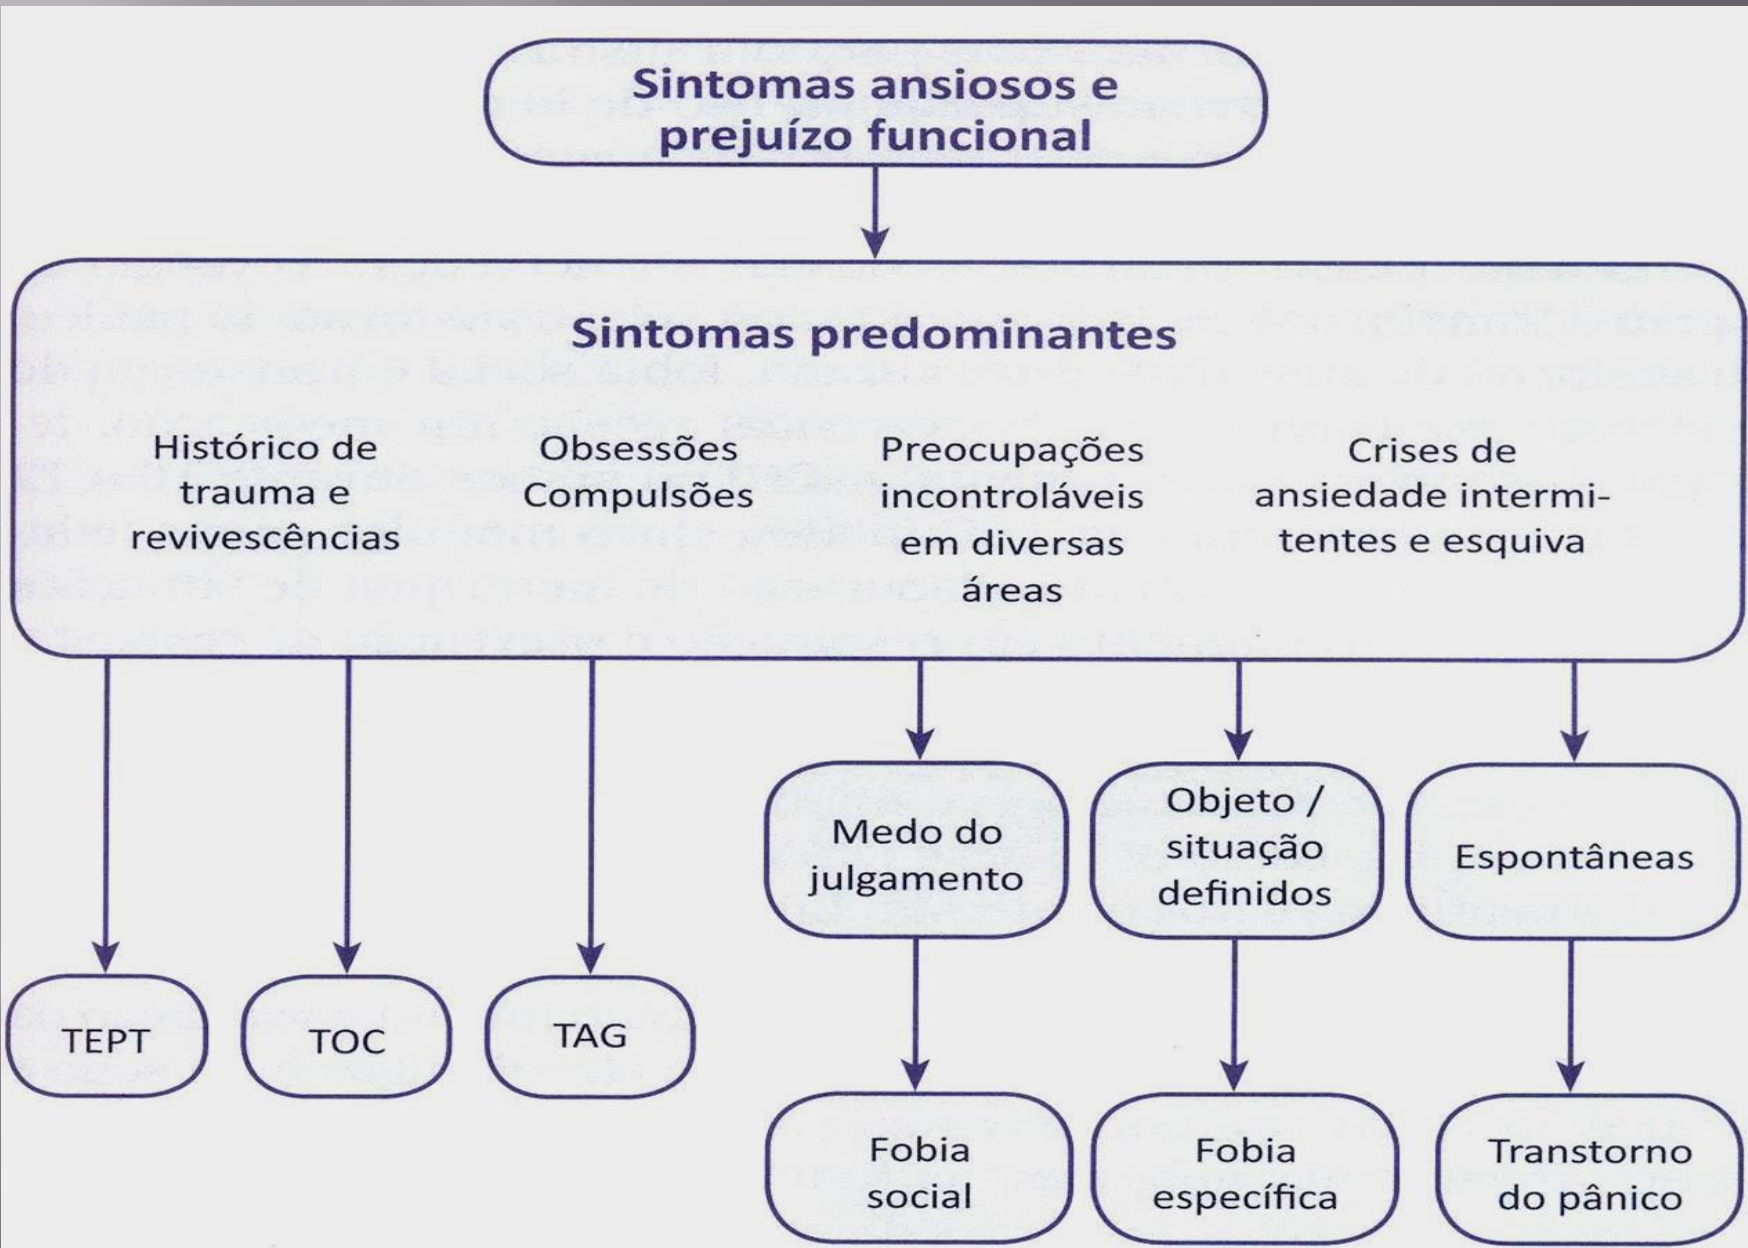 Sintomas ansiosos e
prejuízo funcional
Sintomas predominantes
Histórico de
trauma e
revivescências
Obsessões
Compulsões
Preocupações
incontroláveis
em diversas
áreas
Crises de
ansiedade intermi-
tentes e esquiva
Medo do
julgamento
Objeto /
situação
definidos
Espontâneas
TEPT
TOC
TAG
Fobia
social
Fobia
específica
Transtorno
do pânico